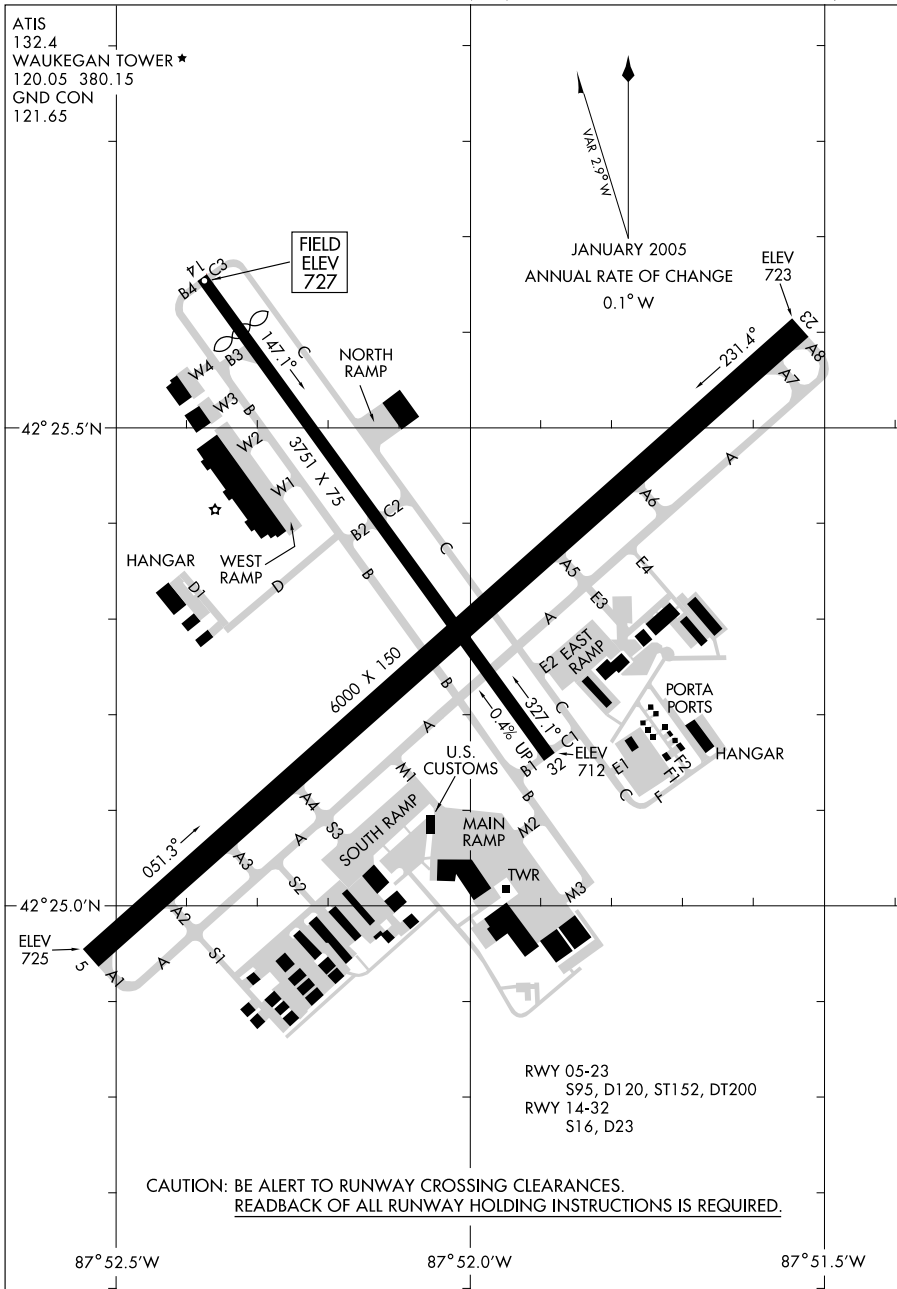 ATIS
132.4
WAUKEGAN TOWER ★
120.05 380.15
GND CON
121.65
VAR 2.9° W
JANUARY 2005
ANNUAL RATE OF CHANGE
0.1° W
FIELD
ELEV
727
ELEV
723
14
C3
B4
23
A8
A7
147.1°
C
B3
W4
W3
B
W2
W1
NORTH
RAMP
231.4°
42° 25.5'N
3751 X 75
A
A6
C2
B2
C
B
WEST
RAMP
HANGAR
D1
D
A5
E4
E3
A
E2
EAST
RAMP
6000 X 150
B
327.1°
0.4% UP
C
C1
PORTA
PORTS
HANGAR
A
M1
U.S.
CUSTOMS
B1
32
ELEV
712
E1
F2
F1
C
F
B
A4
S3
SOUTH RAMP
MAIN
RAMP
M2
051.3°
A
A3
S2
TWR
M3
42° 25.0'N
A2
S1
ELEV
725
5
A1
A
RWY 05-23
S95, D120, ST152, DT200
RWY 14-32
S16, D23
CAUTION: BE ALERT TO RUNWAY CROSSING CLEARANCES.
READBACK OF ALL RUNWAY HOLDING INSTRUCTIONS IS REQUIRED.
87° 52.5'W
87° 52.0'W
87° 51.5'W